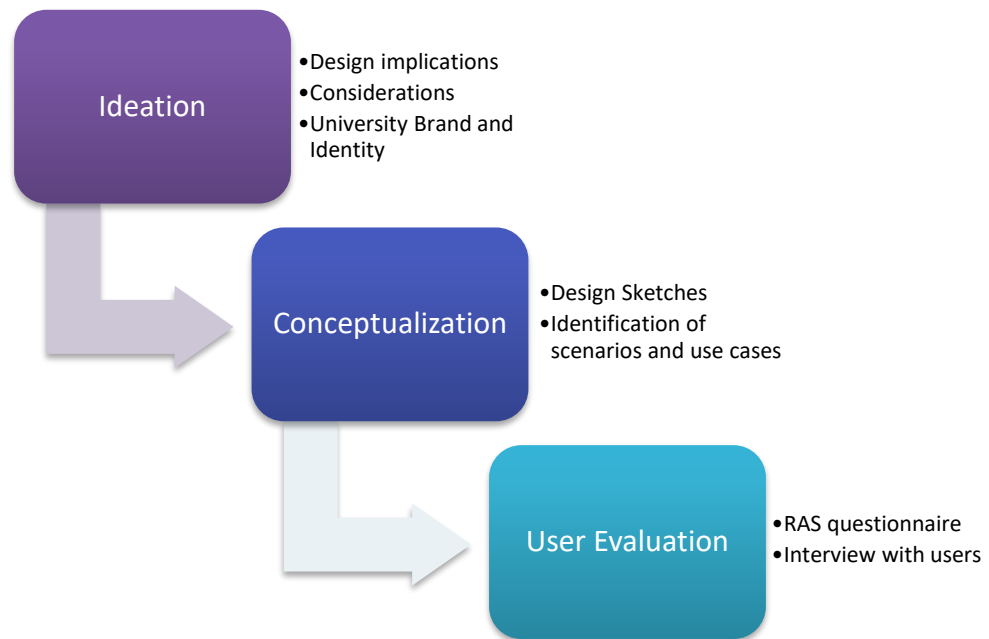 Ideation
•Design implications
•Considerations
•University Brand and
Identity
Conceptualization
•Design Sketches
•Identification of
scenarios and use cases
User Evaluation
•RAS questionnaire
•Interview with users